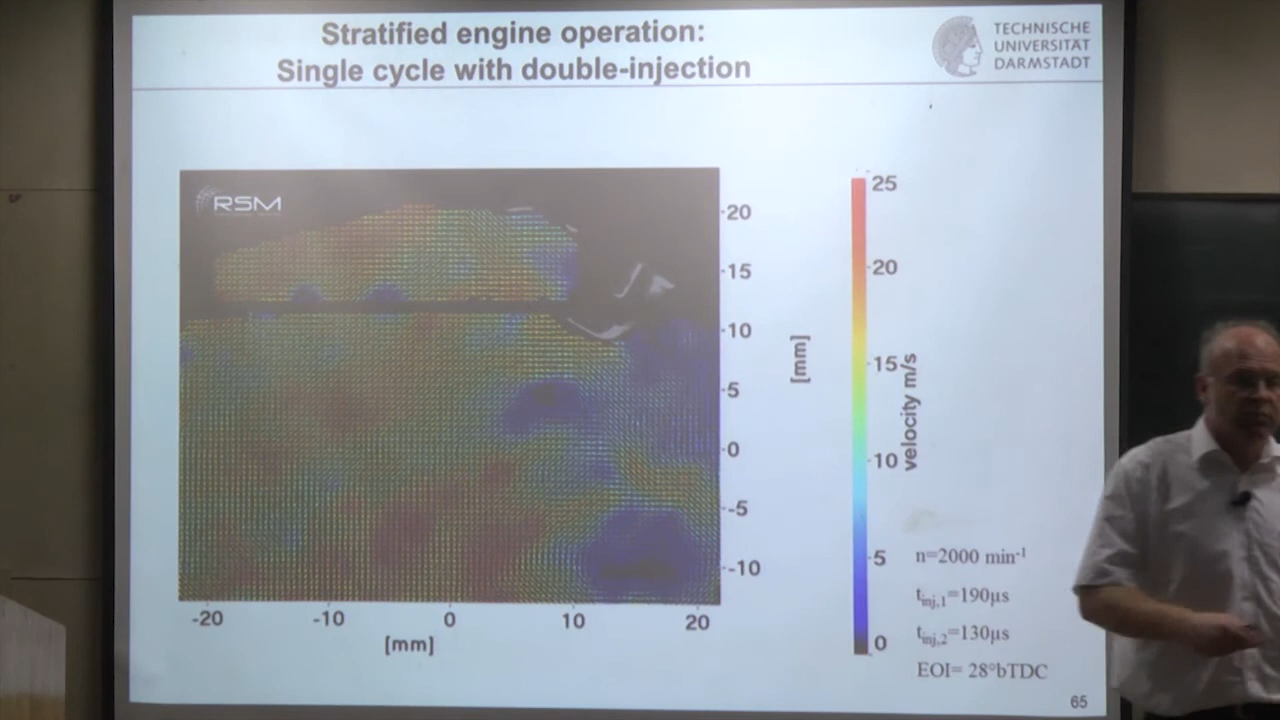 Stratified engine operation:
Single cycle with double-injection
TECHNISCHE
UNIVERSITÄT
DARMSTADT
RSM
20
15
10
5
0
-5
-10
[mm]
-20
-10
0
10
20
[mm]
25
20
15
10
5
0
velocity m/s
n=2000 min⁻¹
tinj,1=190µs
tinj,2=130µs
EOI= 28°bTDC
65